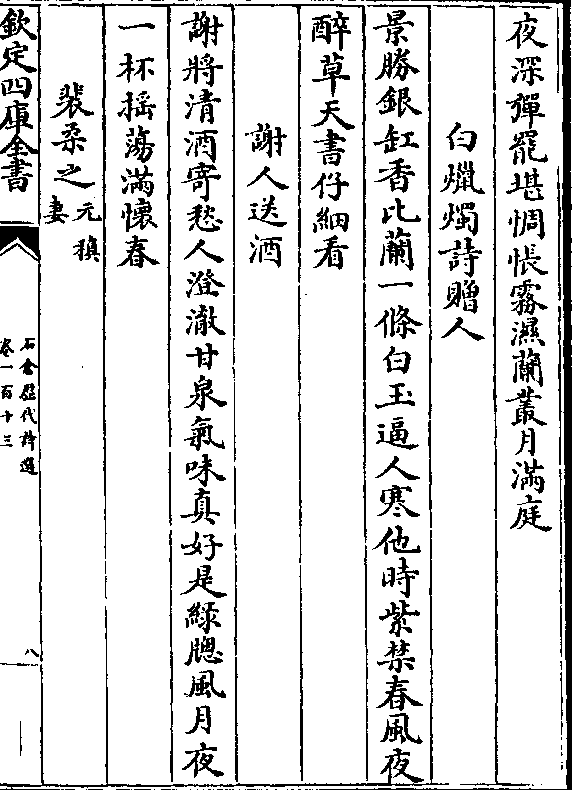 夜深彈罷堪惆悵霧濕蘭叢月滿庭
白蠟燭詩贈人
景勝銀缸香比蘭一條白玉逼人寒他時紫禁春風夜
醉草天書仔細看
謝人送酒
謝將清酒寄愁人澄澈甘泉氣味真好是綠牕風月夜
一杯揺蕩滿懷春
裴柔之 元稹妻
欽定四庫全書
石倉歷代詩選
卷一百十三
八